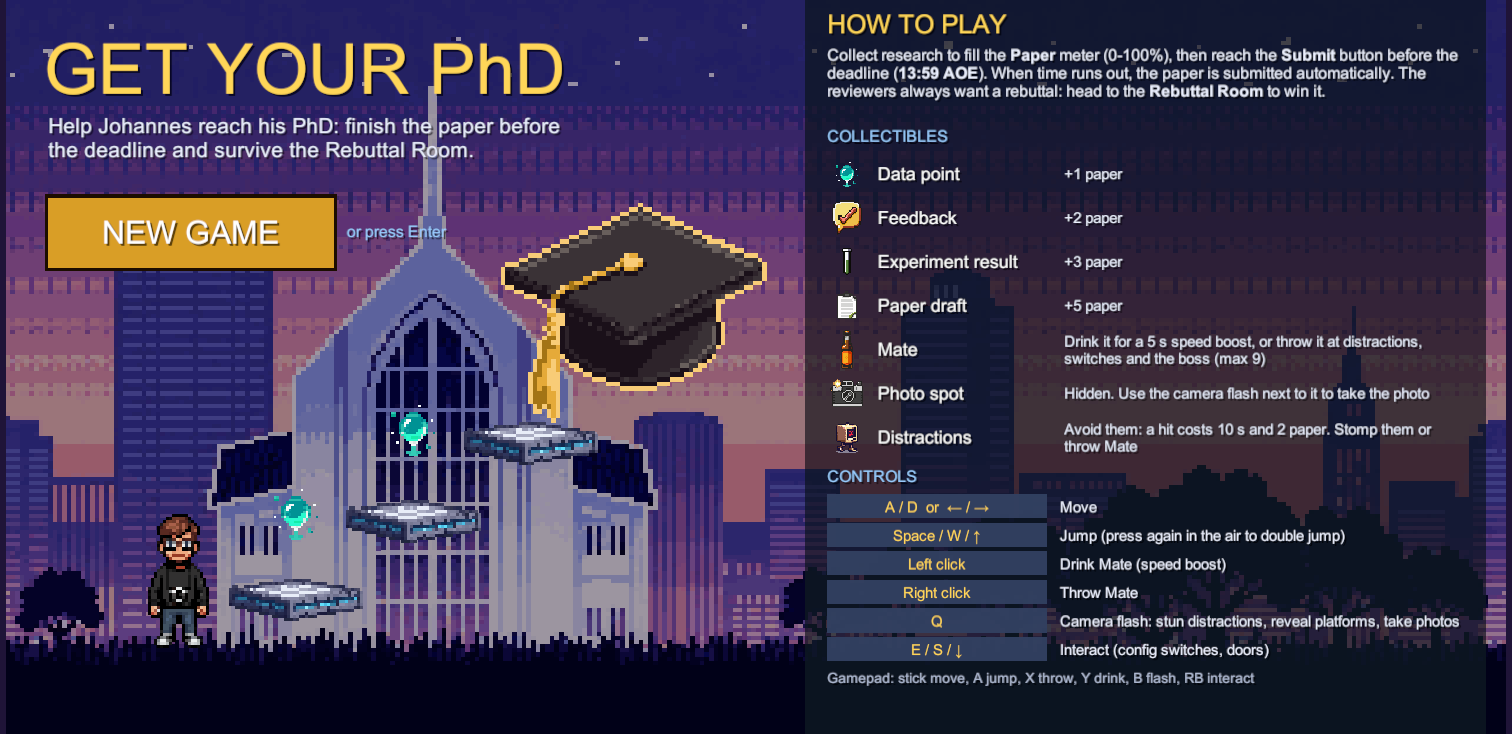 GET YOUR PhD
Help Johannes reach his PhD: finish the paper before
the deadline and survive the Rebuttal Room.
NEW GAME
or press Enter
HOW TO PLAY
Collect research to fill the Paper meter (0-100%), then reach the Submit button before the
deadline (13:59 AOE). When time runs out, the paper is submitted automatically. The
reviewers always want a rebuttal: head to the Rebuttal Room to win it.
COLLECTIBLES
Data point +1 paper
Feedback +2 paper
Experiment result +3 paper
Paper draft +5 paper
Mate Drink it for a 5 s speed boost, or throw it at distractions,
switches and the boss (max 9)
Photo spot Hidden. Use the camera flash next to it to take the photo
Distractions Avoid them: a hit costs 10 s and 2 paper. Stomp them or
throw Mate
CONTROLS
A / D or ← / → Move
Space / W / ↑ Jump (press again in the air to double jump)
Left click Drink Mate (speed boost)
Right click Throw Mate
Q Camera flash: stun distractions, reveal platforms, take photos
E / S / ↓ Interact (config switches, doors)
Gamepad: stick move, A jump, X throw, Y drink, B flash, RB interact